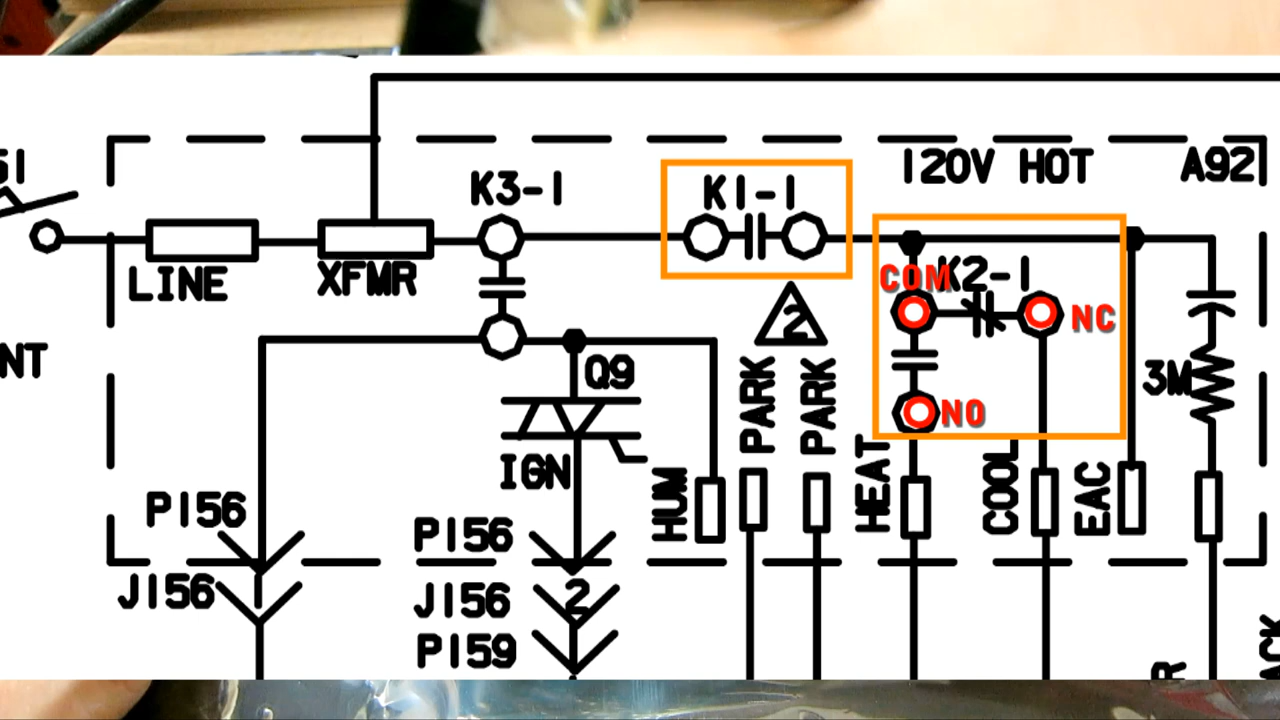 K3-1
K1-1
120V HOT
A92
LINE
XFMR
COM
K2-1
NC
2
NT
Q9
PARK
PARK
3M
NO
HEAT
COOL
EAC
IGN
HUM
P156
P156
J156
J156
2
P159